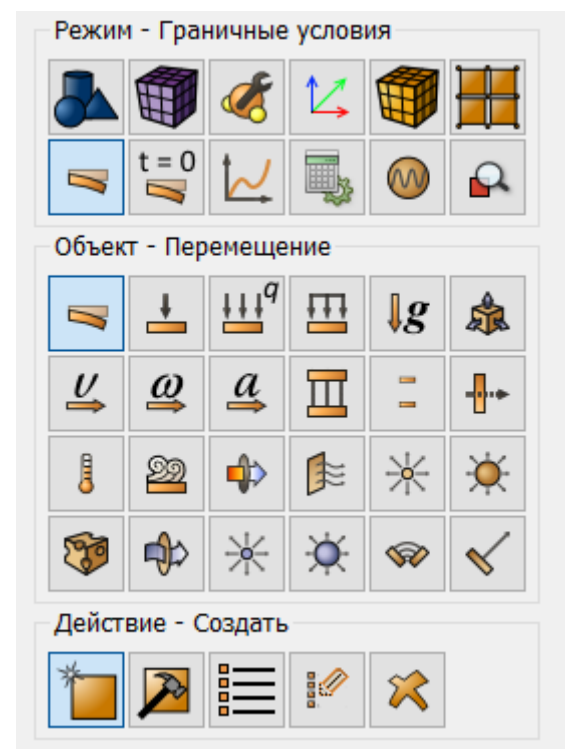 Режим - Граничные условия
t = 0
Объект - Перемещение
q
g
υ ω a
Действие - Создать